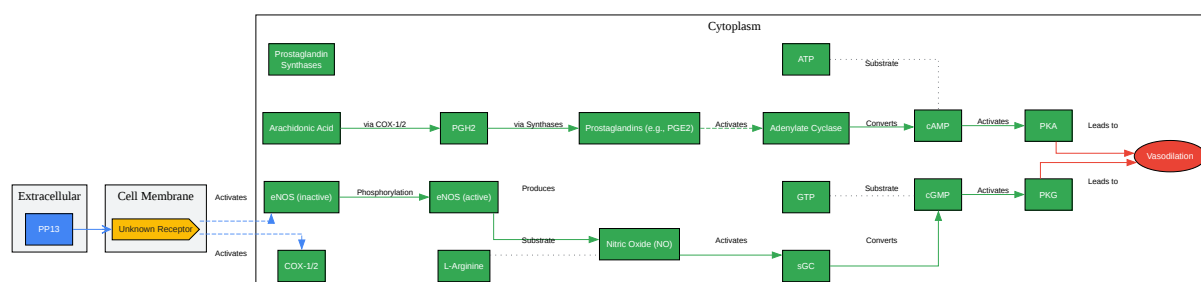 Cytoplasm
Prostaglandin
Synthases
ATP
Substrate
Arachidonic Acid
via COX-1/2
PGH2
via Synthases
Prostaglandins (e.g., PGE2)
Activates
Adenylate Cyclase
Converts
cAMP
Activates
PKA
Leads to
Vasodilation
Extracellular
PP13
Cell Membrane
Unknown Receptor
Activates
Activates
eNOS (inactive)
Phosphorylation
eNOS (active)
Produces
GTP
Substrate
cGMP
Activates
PKG
Leads to
COX-1/2
L-Arginine
Substrate
Nitric Oxide (NO)
Activates
sGC
Converts